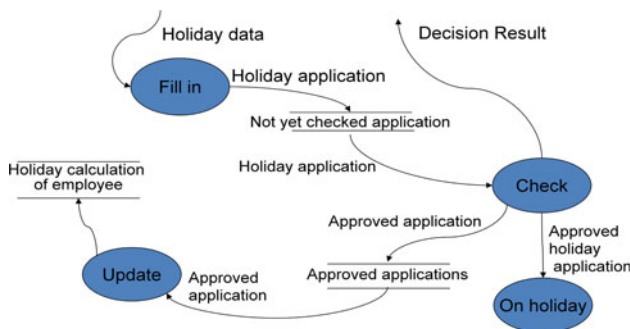 Holiday data
Decision Result
Fill in
Holiday application
Not yet checked application
Holiday application
Holiday calculation
of employee
Check
Approved application
Approved
holiday
application
Update
Approved
application
Approved applications
On holiday